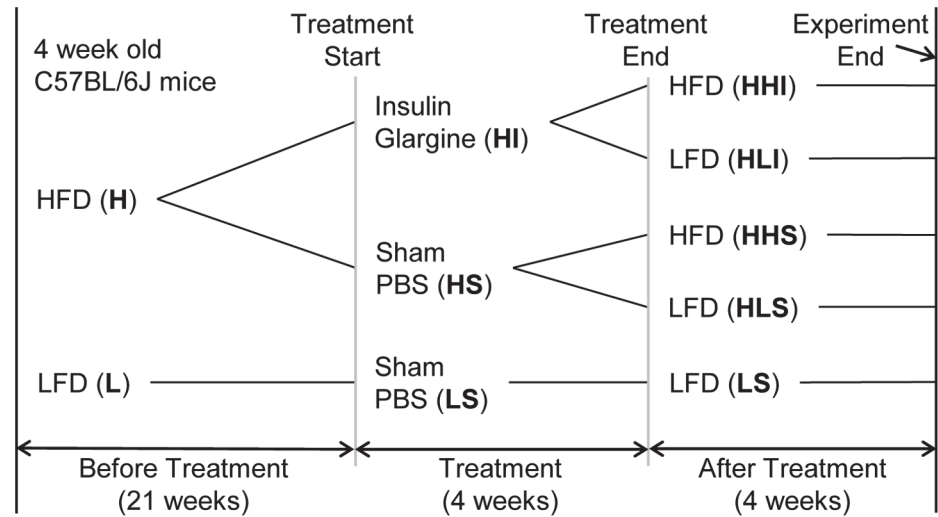 4 week old
C57BL/6J mice
Treatment
Start
Treatment
End
Experiment
End
HFD (H)
LFD (L)
Insulin
Glargine (HI)
Sham
PBS (HS)
Sham
PBS (LS)
HFD (HHI)
LFD (HLI)
HFD (HHS)
LFD (HLS)
LFD (LS)
Before Treatment
(21 weeks)
Treatment
(4 weeks)
After Treatment
(4 weeks)